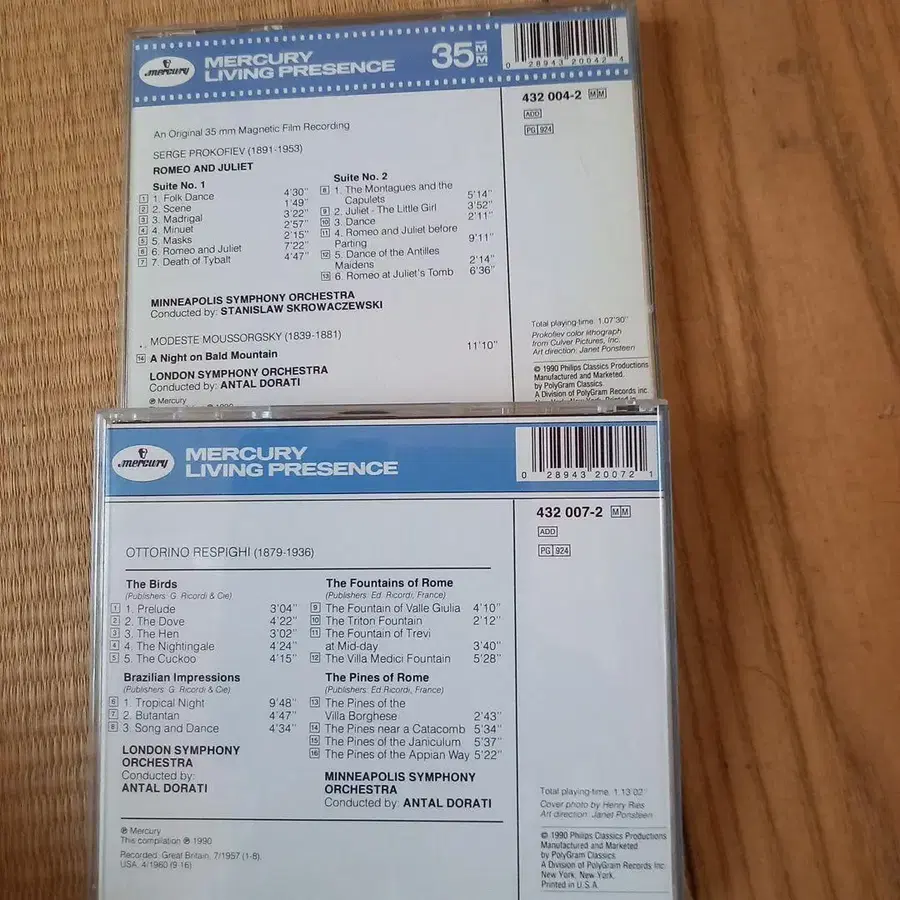 mercury
MERCURY
LIVING PRESENCE
35 MM
0 28943 20042 4
432 004-2 MM
ADD
PG 924
An Original 35 mm Magnetic Film Recording
SERGE PROKOFIEV (1891-1953)
ROMEO AND JULIET
Suite No. 1
1 1. Folk Dance 4'30"
2 2. Scene 1'49"
3 3. Madrigal 3'22"
4 4. Minuet 2'57"
5 5. Masks 2'15"
6 6. Romeo and Juliet 7'22"
7 7. Death of Tybalt 4'47"
Suite No. 2
8 1. The Montagues and the
Capulets 5'14"
9 2. Juliet - The Little Girl 3'52"
10 3. Dance 2'11"
11 4. Romeo and Juliet before
Parting 9'11"
12 5. Dance of the Antilles
Maidens 2'14"
13 6. Romeo at Juliet's Tomb 6'36"
MINNEAPOLIS SYMPHONY ORCHESTRA
Conducted by: STANISLAW SKROWACZEWSKI
MODESTE MOUSSORGSKY (1839-1881)
14 A Night on Bald Mountain 11'10"
LONDON SYMPHONY ORCHESTRA
Conducted by: ANTAL DORATI
℗ Mercury
Total playing-time: 1.07'30"
Prokofiev color lithograph
from Culver Pictures, Inc.
Art direction: Janet Ponsteen
© 1990 Philips Classics Productions
Manufactured and Marketed
by PolyGram Classics.
A Division of PolyGram Records Inc
mercury
MERCURY
LIVING PRESENCE
0 28943 20072 1
432 007-2 MM
ADD
PG 924
OTTORINO RESPIGHI (1879-1936)
The Birds
(Publishers: G. Ricordi & Cie)
1 1. Prelude 3'04"
2 2. The Dove 4'22"
3 3. The Hen 3'02"
4 4. The Nightingale 4'24"
5 5. The Cuckoo 4'15"
Brazilian Impressions
(Publishers: G. Ricordi & Cie)
6 1. Tropical Night 9'48"
7 2. Butantan 4'47"
8 3. Song and Dance 4'34"
LONDON SYMPHONY
ORCHESTRA
Conducted by:
ANTAL DORATI
The Fountains of Rome
(Publishers: Ed. Ricordi, France)
9 The Fountain of Valle Giulia 4'10"
10 The Triton Fountain 2'12"
11 The Fountain of Trevi
at Mid-day 3'40"
12 The Villa Medici Fountain 5'28"
The Pines of Rome
(Publishers: Ed Ricordi, France)
13 The Pines of the
Villa Borghese 2'43"
14 The Pines near a Catacomb 5'34"
15 The Pines of the Janiculum 5'37"
16 The Pines of the Appian Way 5'22"
MINNEAPOLIS SYMPHONY
ORCHESTRA
Conducted by: ANTAL DORATI
℗ Mercury
This compilation ℗ 1990
Recorded: Great Britain, 7/1957 (1-8),
USA, 4/1960 (9-16)
Total playing-time: 1.13'02"
Cover photo by Henry Ries
Art direction: Janet Ponsteen
© 1990 Philips Classics Productions
Manufactured and Marketed
by PolyGram Classics.
A Division of PolyGram Records Inc
New York, New York.
Printed in U.S.A